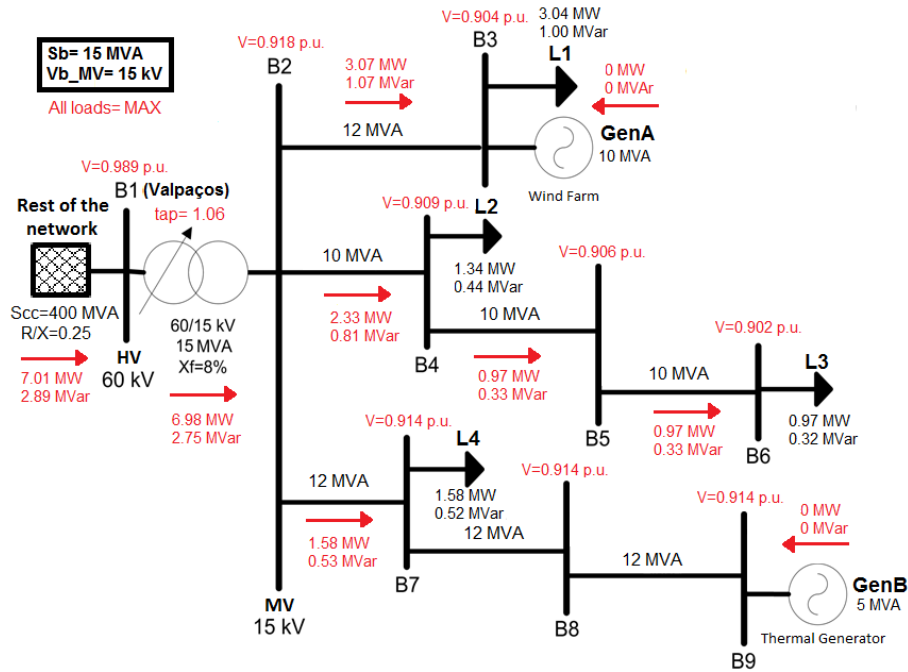 Sb= 15 MVA
Vb_MV= 15 kV
All loads= MAX
V=0.918 p.u.
B2
3.07 MW
1.07 MVar
12 MVA
V=0.904 p.u.
B3
3.04 MW
1.00 MVar
L1
0 MW
0 MVAr
GenA
10 MVA
Wind Farm
V=0.989 p.u.
B1 (Valpaços)
tap= 1.06
Rest of the
network
Scc=400 MVA
R/X=0.25
7.01 MW
2.89 MVar
HV
60 kV
60/15 kV
15 MVA
Xf=8%
6.98 MW
2.75 MVar
V=0.909 p.u.
L2
10 MVA
1.34 MW
0.44 MVar
2.33 MW
0.81 MVar
B4
10 MVA
0.97 MW
0.33 MVar
V=0.906 p.u.
B5
10 MVA
0.97 MW
0.33 MVar
V=0.902 p.u.
L3
0.97 MW
0.32 MVar
B6
V=0.914 p.u.
L4
12 MVA
1.58 MW
0.52 MVar
1.58 MW
0.53 MVar
B7
12 MVA
V=0.914 p.u.
B8
12 MVA
V=0.914 p.u.
0 MW
0 MVar
GenB
5 MVA
Thermal Generator
B9
MV
15 kV